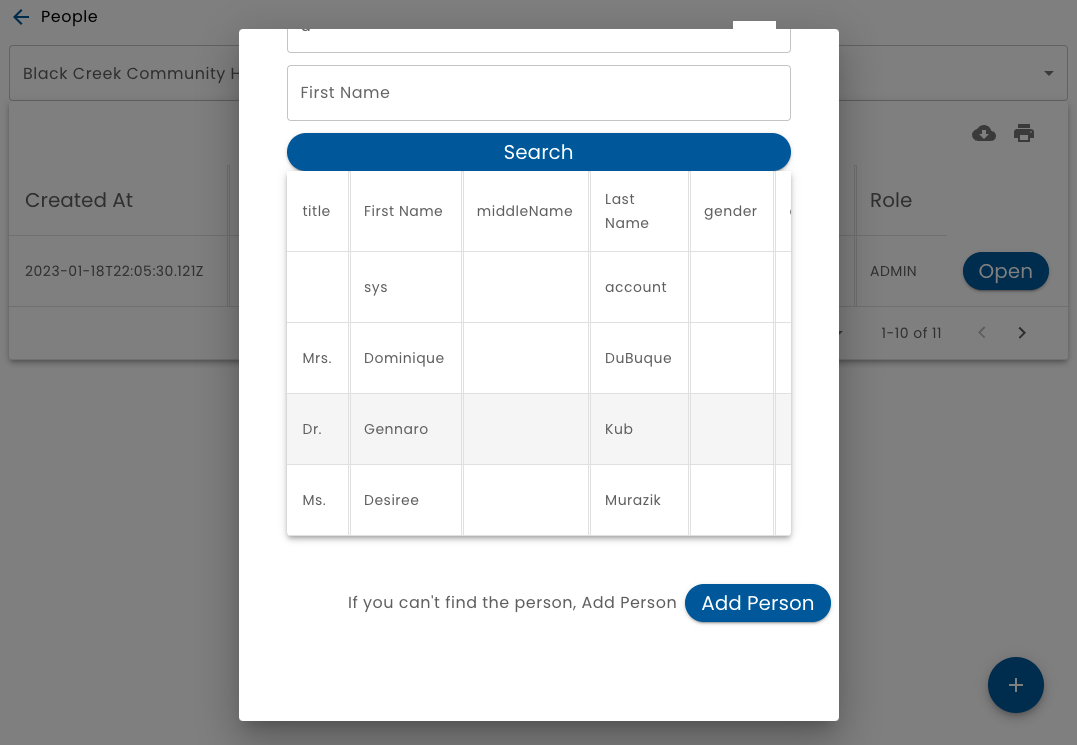 People
Black Creek Community H
First Name
Search
Created At
Role
title First Name middleName Last Name gender
2023-01-18T22:05:30.121Z
ADMIN Open
sys account
1-10 of 11
Mrs. Dominique DuBuque
Dr. Gennaro Kub
Ms. Desiree Murazik
If you can't find the person, Add Person Add Person